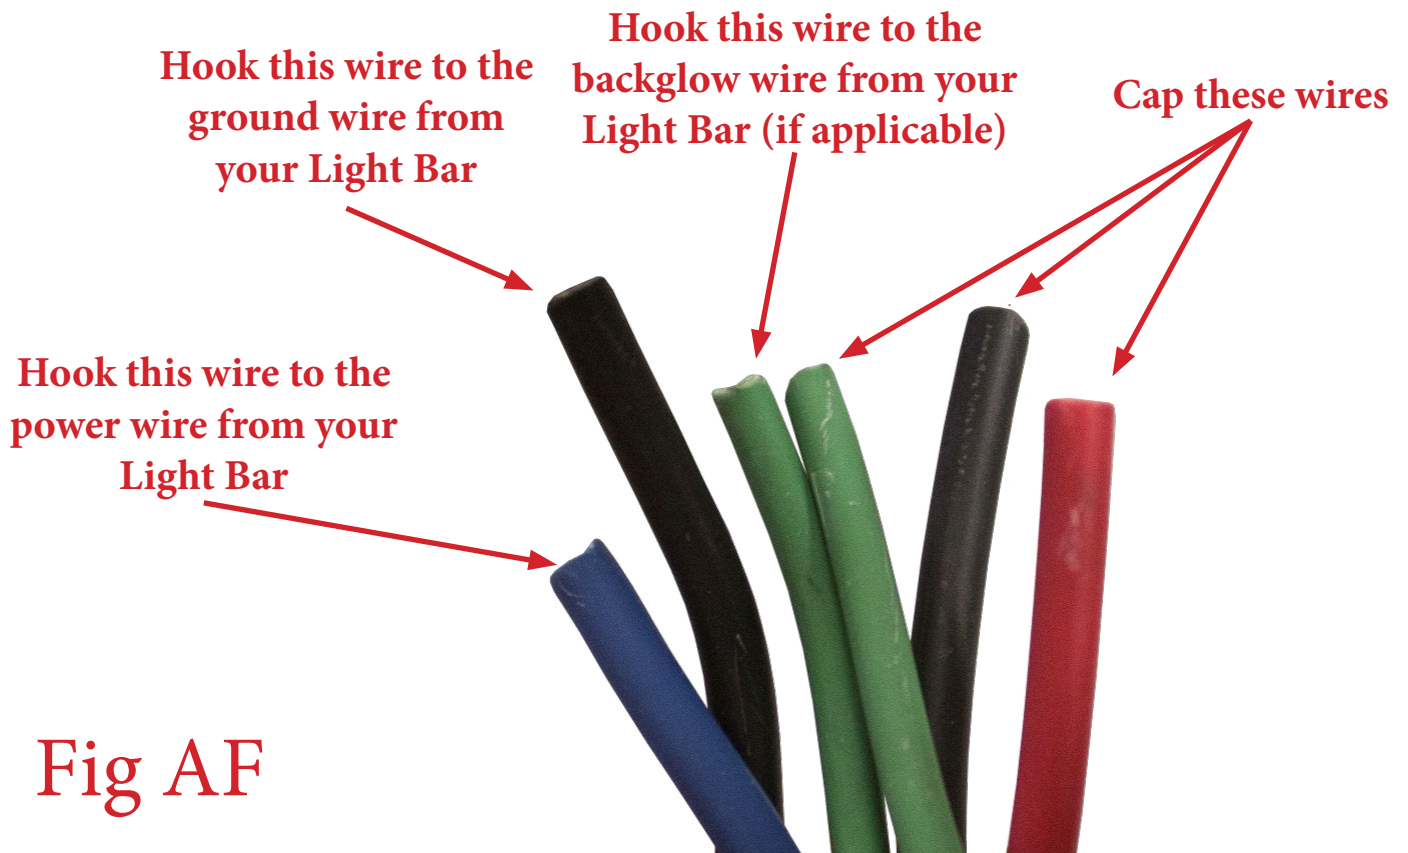 Hook this wire to the
ground wire from
your Light Bar
Hook this wire to the
backglow wire from your
Light Bar (if applicable)
Cap these wires
Hook this wire to the
power wire from your
Light Bar
Fig AF